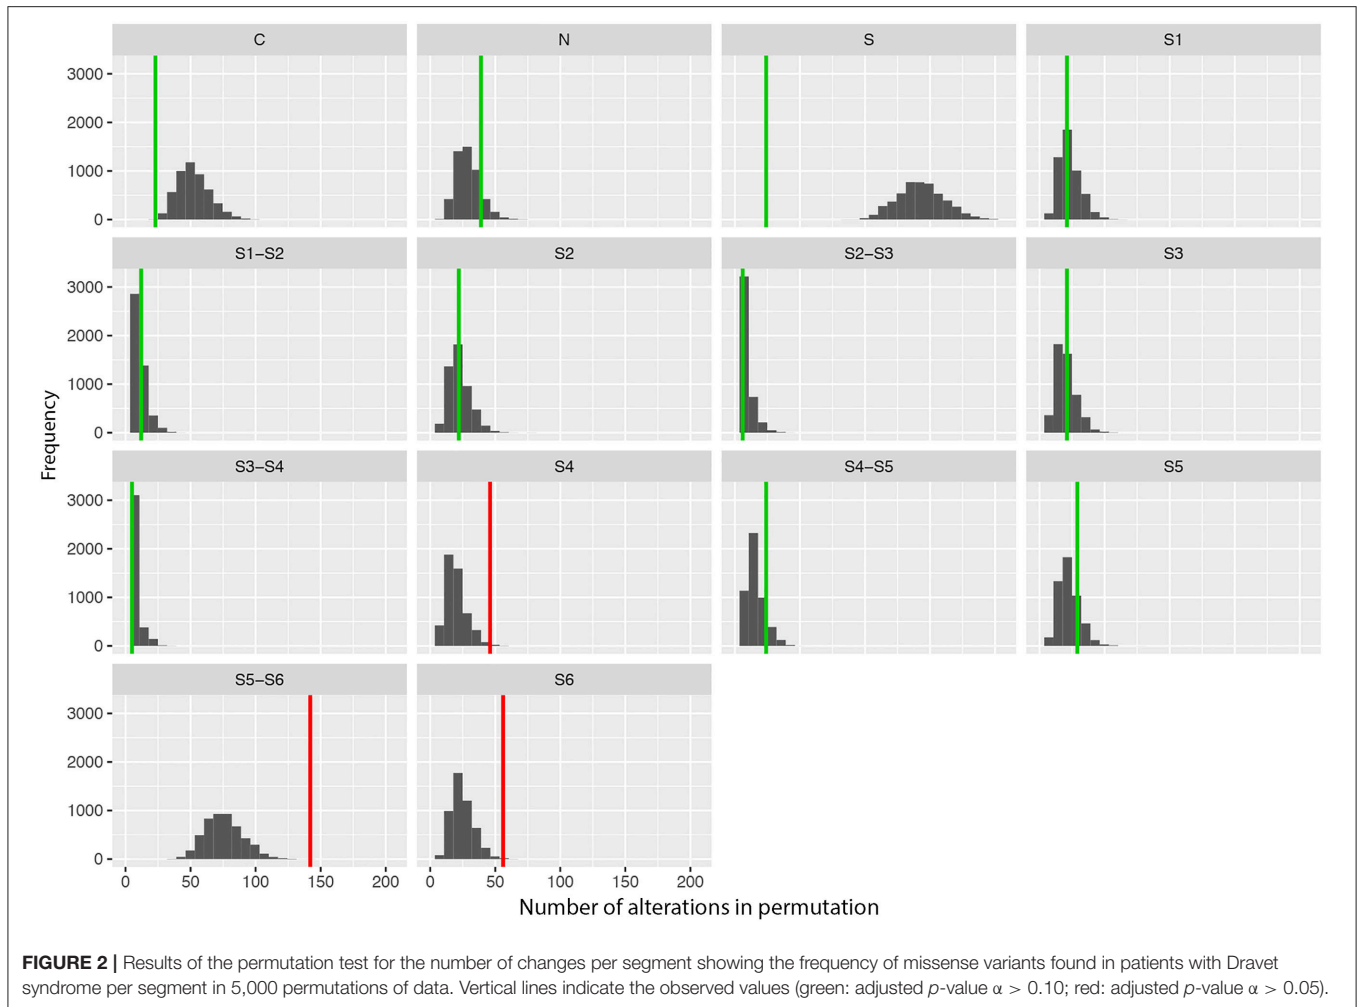 C N S S1
3000
2000
1000
0
S1–S2 S2 S2–S3 S3
3000
2000
1000
0
Frequency
S3–S4 S4 S4–S5 S5
3000
2000
1000
0
S5–S6 S6
3000
2000
1000
0
0 50 100 150 200 0 50 100 150 200
Number of alterations in permutation
FIGURE 2 | Results of the permutation test for the number of changes per segment showing the frequency of missense variants found in patients with Dravet
syndrome per segment in 5,000 permutations of data. Vertical lines indicate the observed values (green: adjusted p-value α > 0.10; red: adjusted p-value α > 0.05).